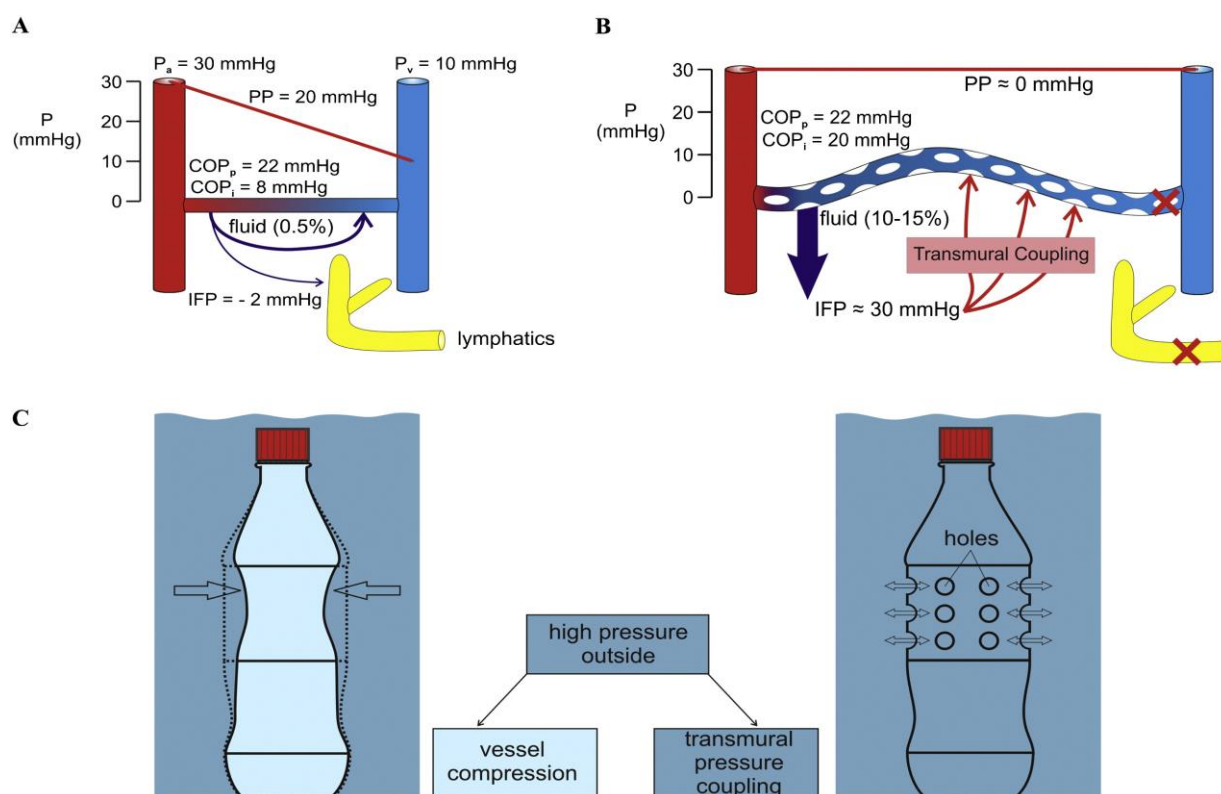 A
Pa = 30 mmHg
Pv = 10 mmHg
30
20
10
0
P
(mmHg)
PP = 20 mmHg
COPp = 22 mmHg
COPi = 8 mmHg
fluid (0.5%)
IFP = - 2 mmHg
lymphatics
B
30
20
10
0
P
(mmHg)
PP ≈ 0 mmHg
COPp = 22 mmHg
COPi = 20 mmHg
fluid (10-15%)
Transmural Coupling
IFP ≈ 30 mmHg
C
holes
high pressure
outside
vessel
compression
transmural
pressure
coupling